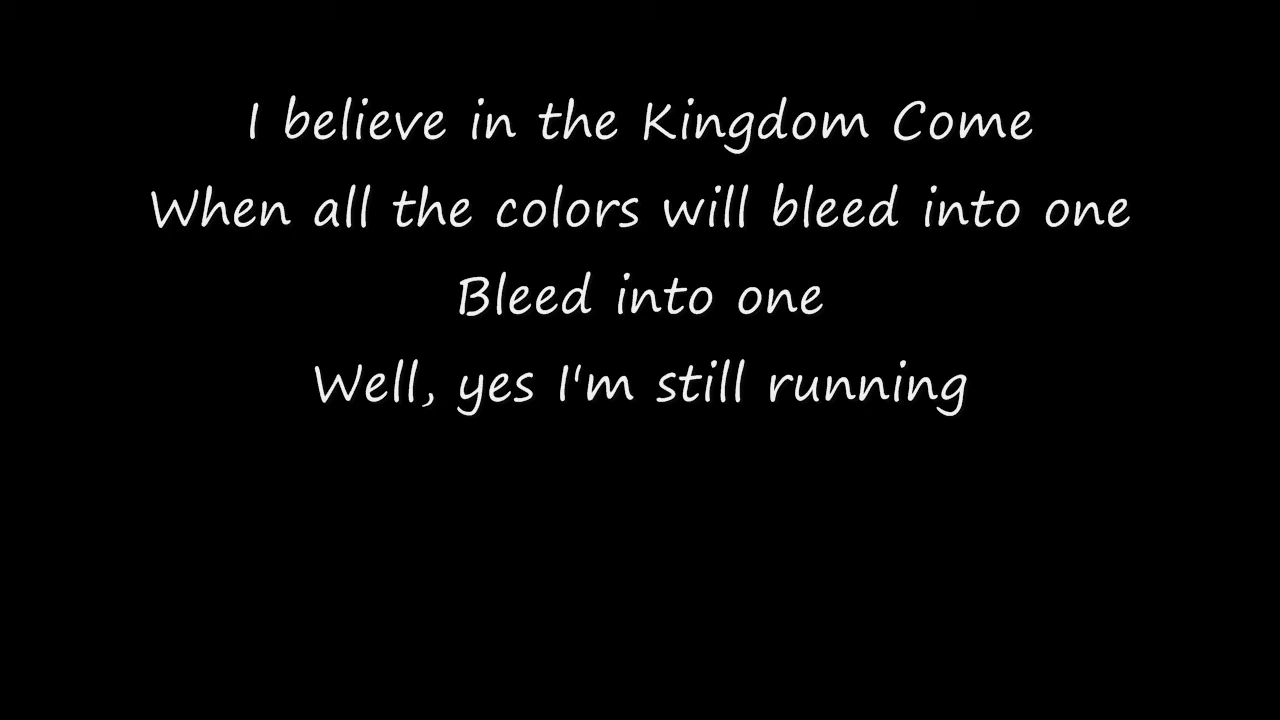 I believe in the Kingdom Come
When all the colors will bleed into one
Bleed into one
Well, yes I'm still running